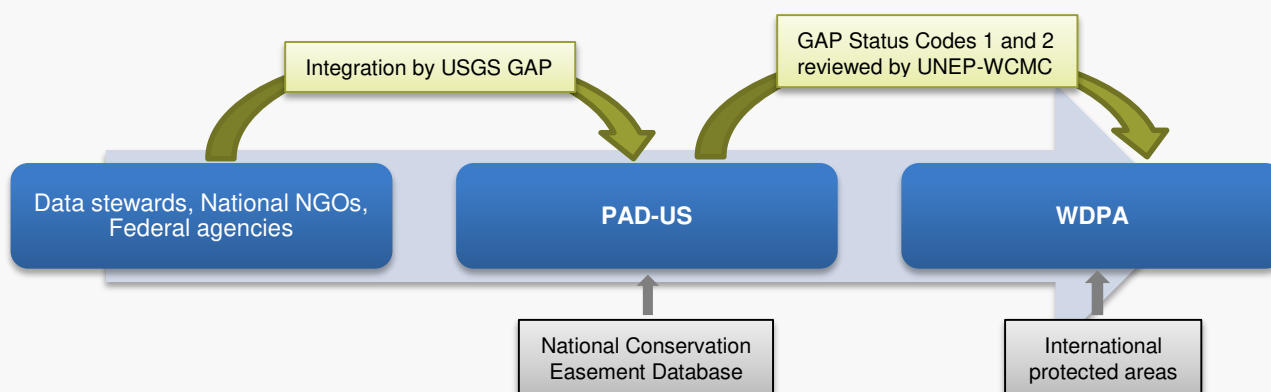 Integration by USGS GAP
GAP Status Codes 1 and 2
reviewed by UNEP-WCMC
Data stewards, National NGOs,
Federal agencies
PAD-US
WDPA
National Conservation
Easement Database
International
protected areas